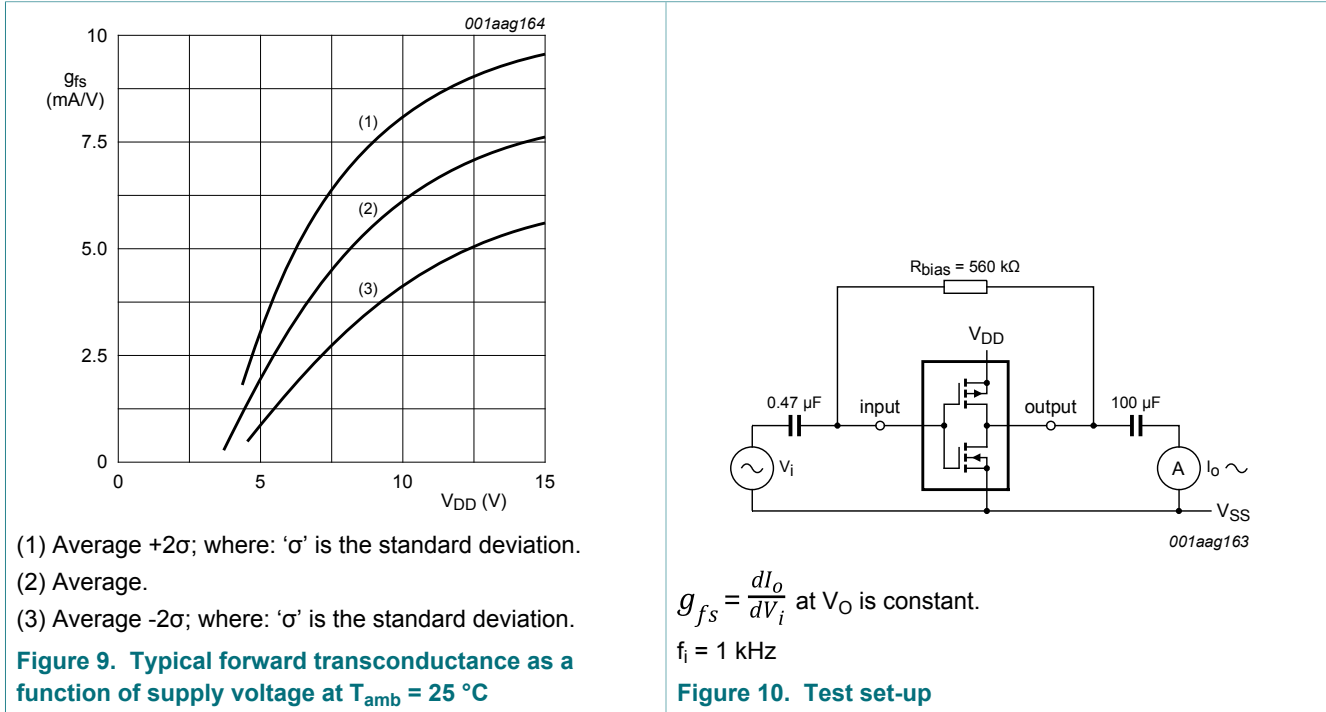 001aag164
10
gfs
(mA/V)
7.5
5.0
2.5
0
(1)
(2)
(3)
0
5
10
15
VDD (V)
(1) Average +2σ; where: ‘σ’ is the standard deviation.
(2) Average.
(3) Average -2σ; where: ‘σ’ is the standard deviation.
Figure 9. Typical forward transconductance as a
function of supply voltage at Tamb = 25 °C
Rbias = 560 kΩ
VDD
0.47 µF
input
output
100 µF
Vi
A
Io
VSS
001aag163
gfs = dIo/dVi at VO is constant.
fi = 1 kHz
Figure 10. Test set-up